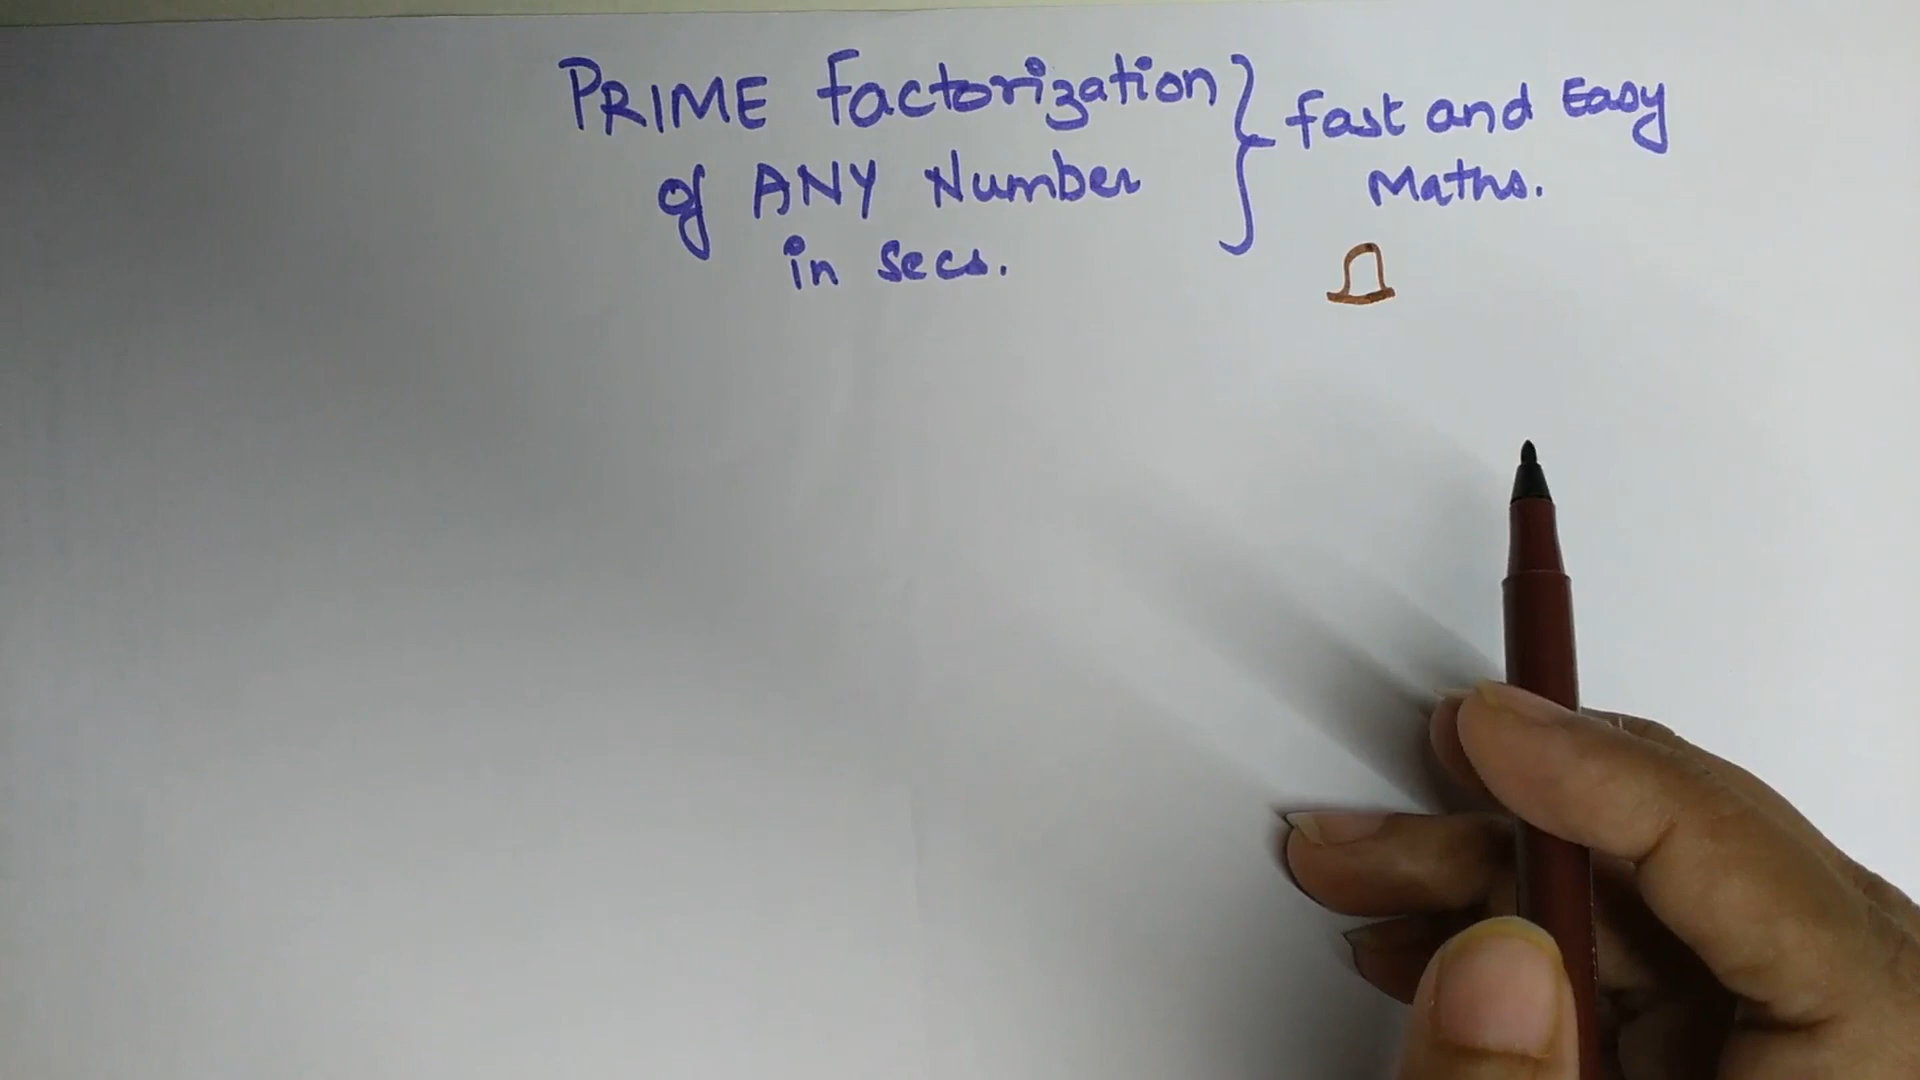 PRIME factorization
of ANY Number
in secs.
fast and Easy
Maths.